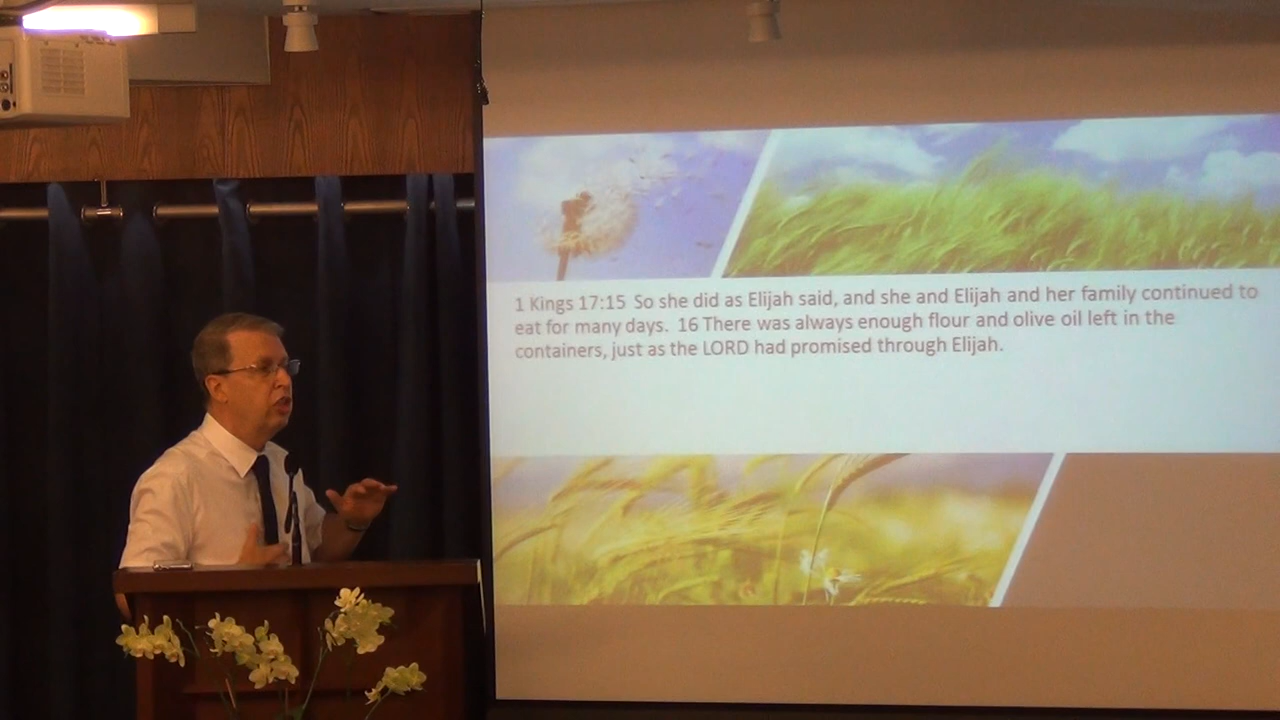 1 Kings 17:15 So she did as Elijah said, and she and Elijah and her family continued to
eat for many days. 16 There was always enough flour and olive oil left in the
containers, just as the LORD had promised through Elijah.